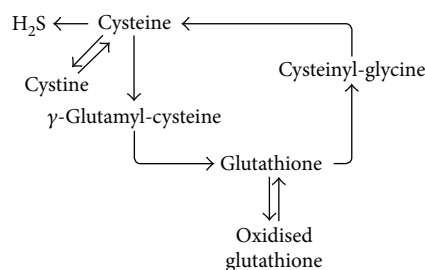 H₂S
Cysteine
Cystine
Cysteinyl-glycine
γ-Glutamyl-cysteine
Glutathione
Oxidised
glutathione